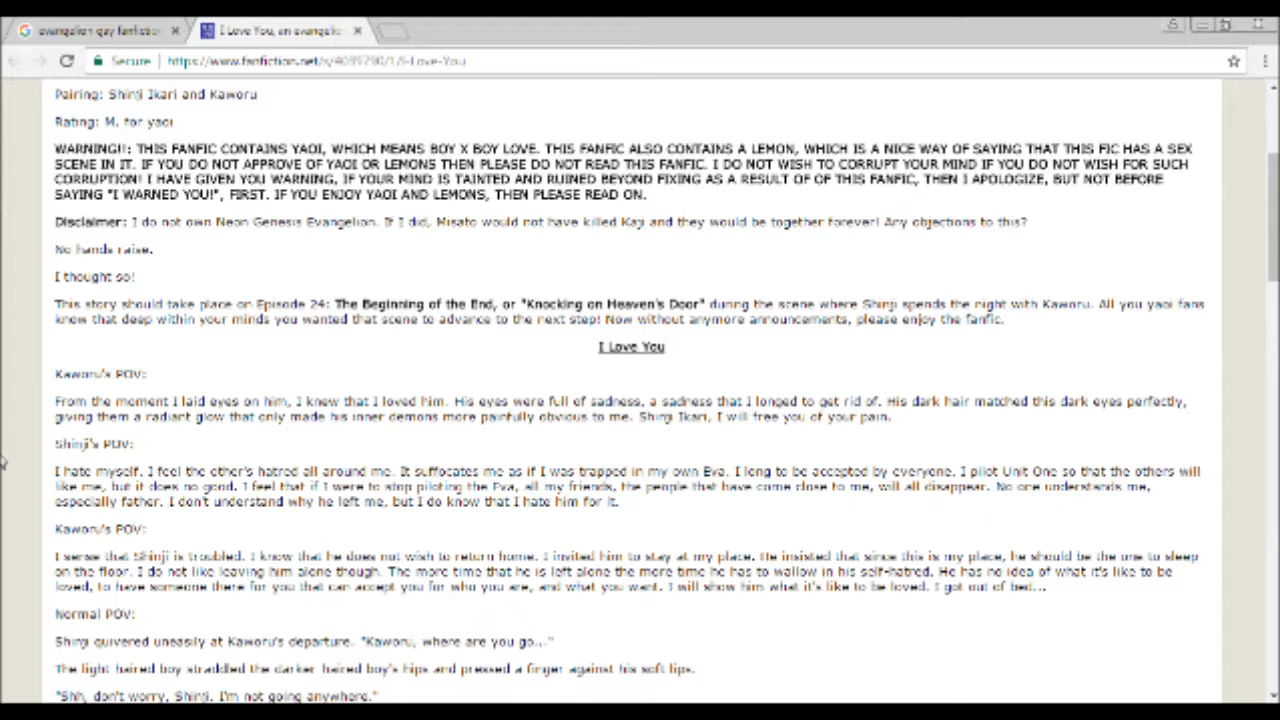 evangelion gay fanfictio
I Love You, an evangelic
Secure | https://www.fanfiction.net/s/4089790/1/I-Love-You
Pairing: Shinji Ikari and Kaworu
Rating: M, for yaoi
WARNING!!: THIS FANFIC CONTAINS YAOI, WHICH MEANS BOY X BOY LOVE. THIS FANFIC ALSO CONTAINS A LEMON, WHICH IS A NICE WAY OF SAYING THAT THIS FIC HAS A SEX
SCENE IN IT. IF YOU DO NOT APPROVE OF YAOI OR LEMONS THEN PLEASE DO NOT READ THIS FANFIC. I DO NOT WISH TO CORRUPT YOUR MIND IF YOU DO NOT WISH FOR SUCH
CORRUPTION! I HAVE GIVEN YOU WARNING, IF YOUR MIND IS TAINTED AND RUINED BEYOND FIXING AS A RESULT OF OF THIS FANFIC, THEN I APOLOGIZE, BUT NOT BEFORE
SAYING "I WARNED YOU!", FIRST. IF YOU ENJOY YAOI AND LEMONS, THEN PLEASE READ ON.
Disclaimer: I do not own Neon Genesis Evangelion. If I did, Misato would not have killed Kaji and they would be together forever! Any objections to this?
No hands raise.
I thought so!
This story should take place on Episode 24: The Beginning of the End, or "Knocking on Heaven's Door" during the scene where Shinji spends the night with Kaworu. All you yaoi fans
know that deep within your minds you wanted that scene to advance to the next step! Now without anymore announcements, please enjoy the fanfic.
I Love You
Kaworu's POV:
From the moment I laid eyes on him, I knew that I loved him. His eyes were full of sadness, a sadness that I longed to get rid of. His dark hair matched this dark eyes perfectly,
giving them a radiant glow that only made his inner demons more painfully obvious to me. Shinji Ikari, I will free you of your pain.
Shinji's POV:
I hate myself. I feel the other's hatred all around me. It suffocates me as if I was trapped in my own Eva. I long to be accepted by everyone. I pilot Unit One so that the others will
like me, but it does no good. I feel that if I were to stop piloting the Eva, all my friends, the people that have come close to me, will all disappear. No one understands me,
especially father. I don't understand why he left me, but I do know that I hate him for it.
Kaworu's POV:
I sense that Shinji is troubled. I know that he does not wish to return home. I invited him to stay at my place. He insisted that since this is my place, he should be the one to sleep
on the floor. I do not like leaving him alone though. The more time that he is left alone the more time he has to wallow in his self-hatred. He has no idea of what it's like to be
loved, to have someone there for you that can accept you for who you are, and what you want. I will show him what it's like to be loved. I got out of bed...
Normal POV:
Shinji quivered uneasily at Kaworu's departure. "Kaworu, where are you go..."
The light haired boy straddled the darker haired boy's hips and pressed a finger against his soft lips.
"Shh, don't worry, Shinji. I'm not going anywhere."